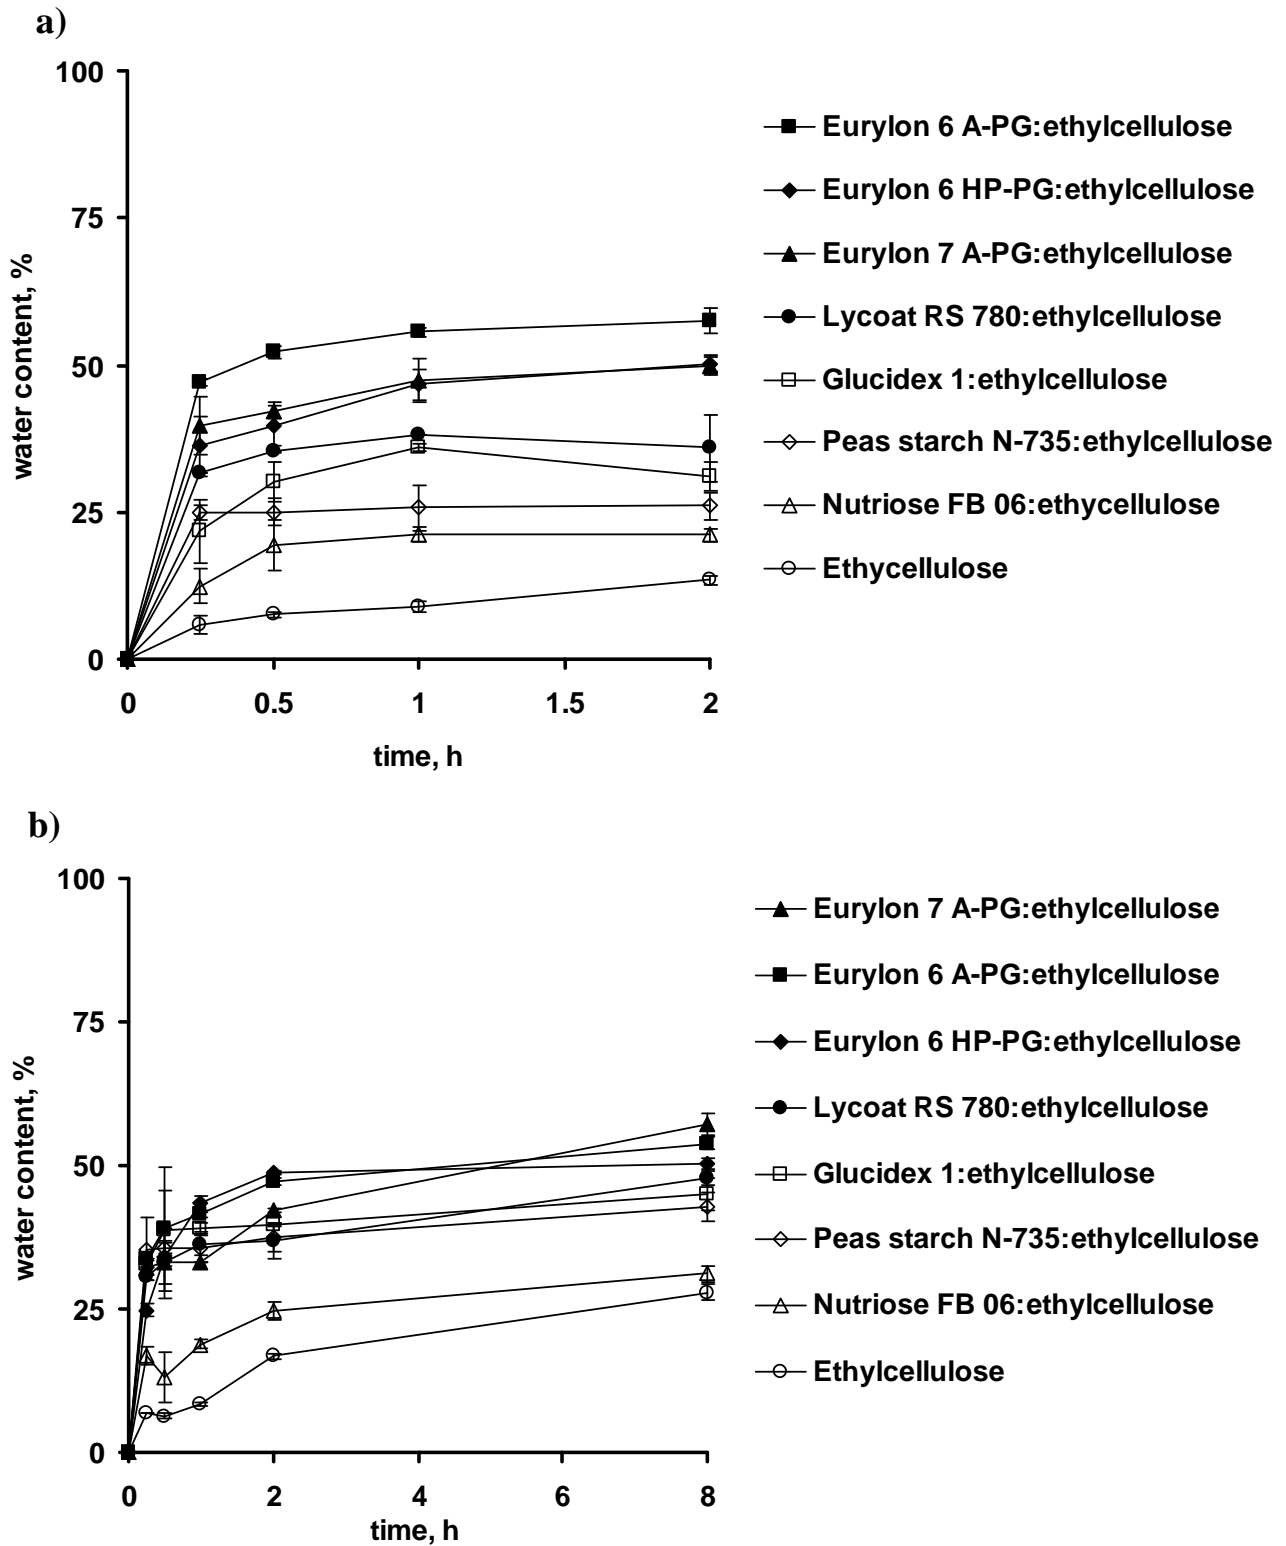 a)
100
75
50
25
0
water content, %
0 0.5 1 1.5 2
time, h
Eurylon 6 A-PG:ethylcellulose
Eurylon 6 HP-PG:ethylcellulose
Eurylon 7 A-PG:ethylcellulose
Lycoat RS 780:ethylcellulose
Glucidex 1:ethylcellulose
Peas starch N-735:ethylcellulose
Nutriose FB 06:ethycellulose
Ethycellulose
b)
100
75
50
25
0
water content, %
0 2 4 6 8
time, h
Eurylon 7 A-PG:ethylcellulose
Eurylon 6 A-PG:ethylcellulose
Eurylon 6 HP-PG:ethylcellulose
Lycoat RS 780:ethylcellulose
Glucidex 1:ethylcellulose
Peas starch N-735:ethylcellulose
Nutriose FB 06:ethylcellulose
Ethylcellulose